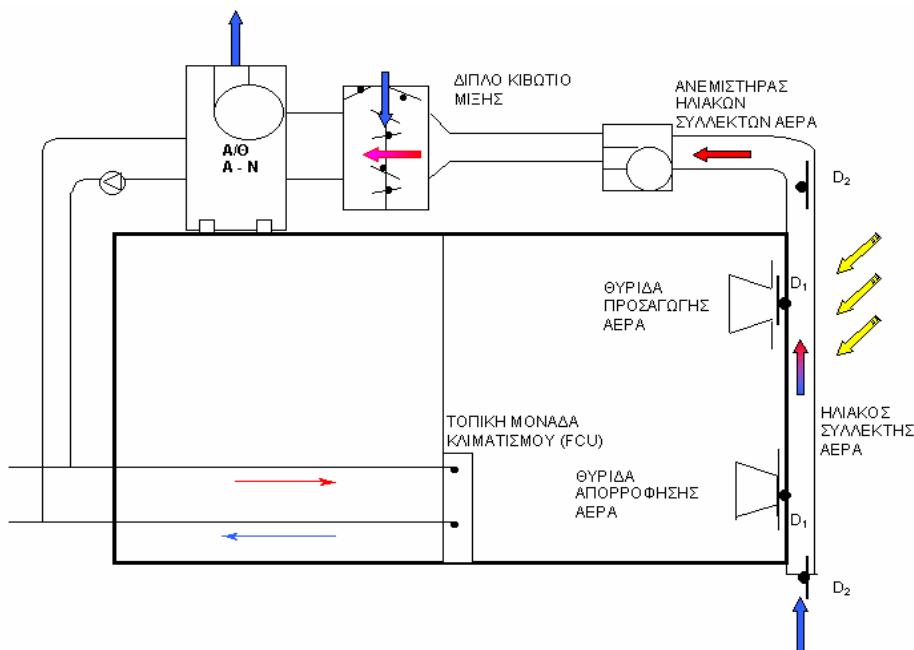 ΔΙΠΛΟ ΚΙΒΩΤΙΟ
ΜΙΞΗΣ
ΑΝΕΜΙΣΤΗΡΑΣ
ΗΛΙΑΚΩΝ
ΣΥΛΛΕΚΤΩΝ ΑΕΡΑ
Α/Θ
Α - Ν
D2
D1
ΘΥΡΙΔΑ
ΠΡΟΣΑΓΩΓΗΣ
ΑΕΡΑ
ΤΟΠΙΚΗ ΜΟΝΑΔΑ
ΚΛΙΜΑΤΙΣΜΟΥ (FCU)
ΗΛΙΑΚΟΣ
ΣΥΛΛΕΚΤΗΣ
ΑΕΡΑ
ΘΥΡΙΔΑ
ΑΠΟΡΡΟΦΗΣΗΣ
ΑΕΡΑ
D1
D2